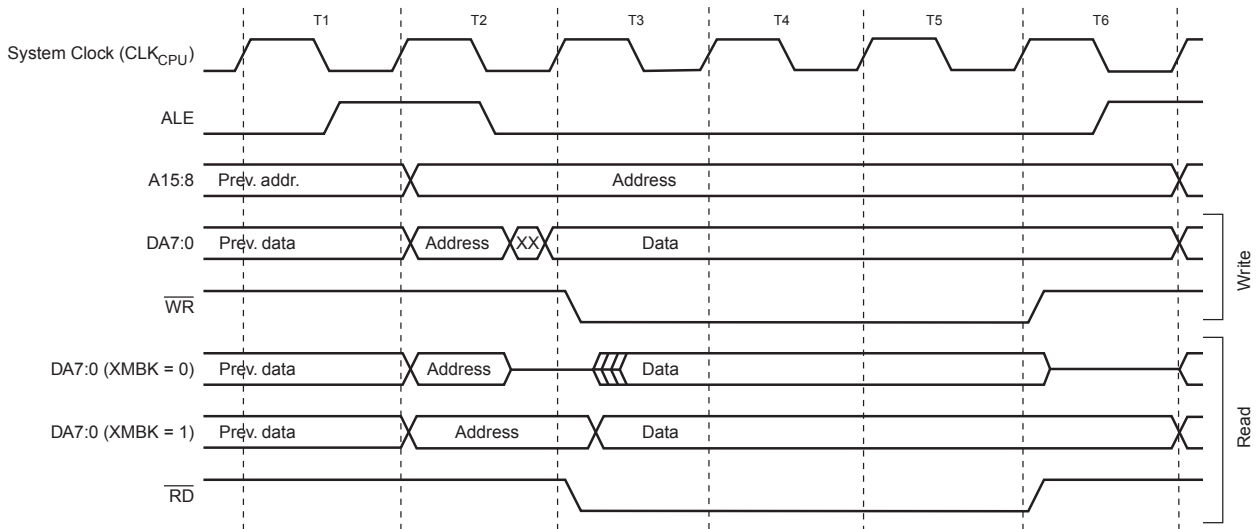 T1 T2 T3 T4 T5 T6
System Clock (CLKCPU)
ALE
A15:8 Prev. addr. Address
DA7:0 Prev. data Address XX Data
WR
Write
DA7:0 (XMBK = 0) Prev. data Address Data
DA7:0 (XMBK = 1) Prev. data Address Data
RD
Read